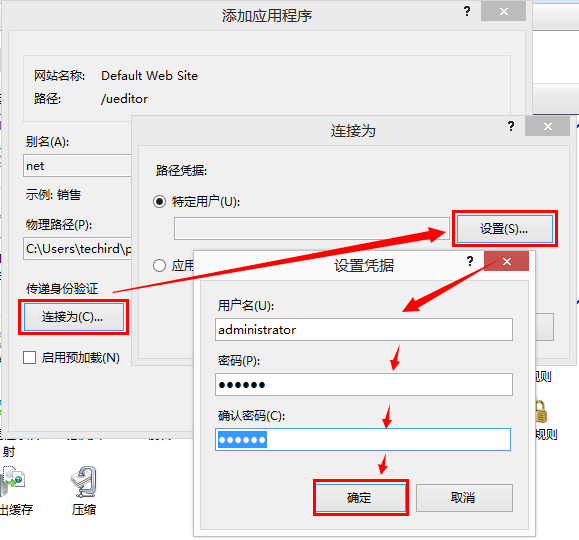 添加应用程序
?
网站名称: Default Web Site
路径: /ueditor
别名(A):
net
示例: 销售
物理路径(P):
C:\Users\techird\p
传递身份验证
连接为(C)...
启用预加载(N)
连接为
?
路径凭据:
特定用户(U):
设置(S)...
应用
设置凭据
?
用户名(U):
administrator
密码(P):
●●●●●●
确认密码(C):
●●●●●●
确定
取消
规则
规则
射
出缓存
压缩